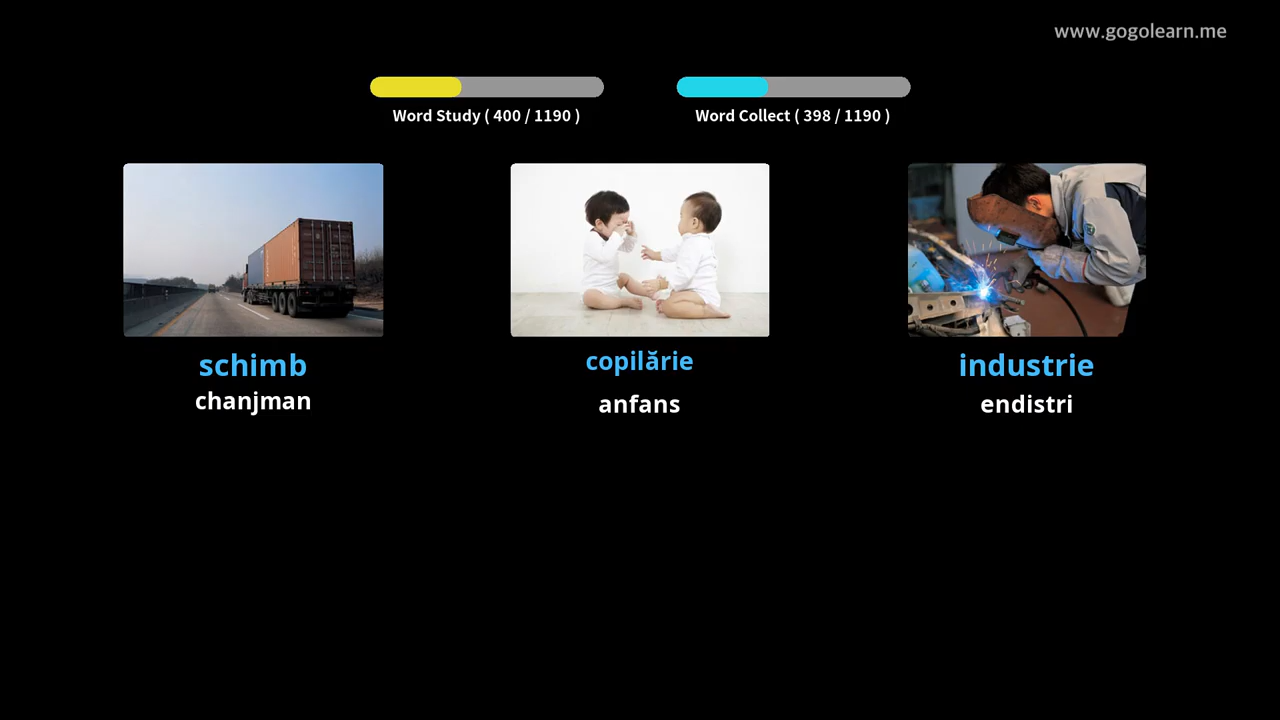 www.gogolearn.me
Word Study ( 400 / 1190 )
Word Collect ( 398 / 1190 )
schimb
chanjman
copilărie
anfans
industrie
endistri